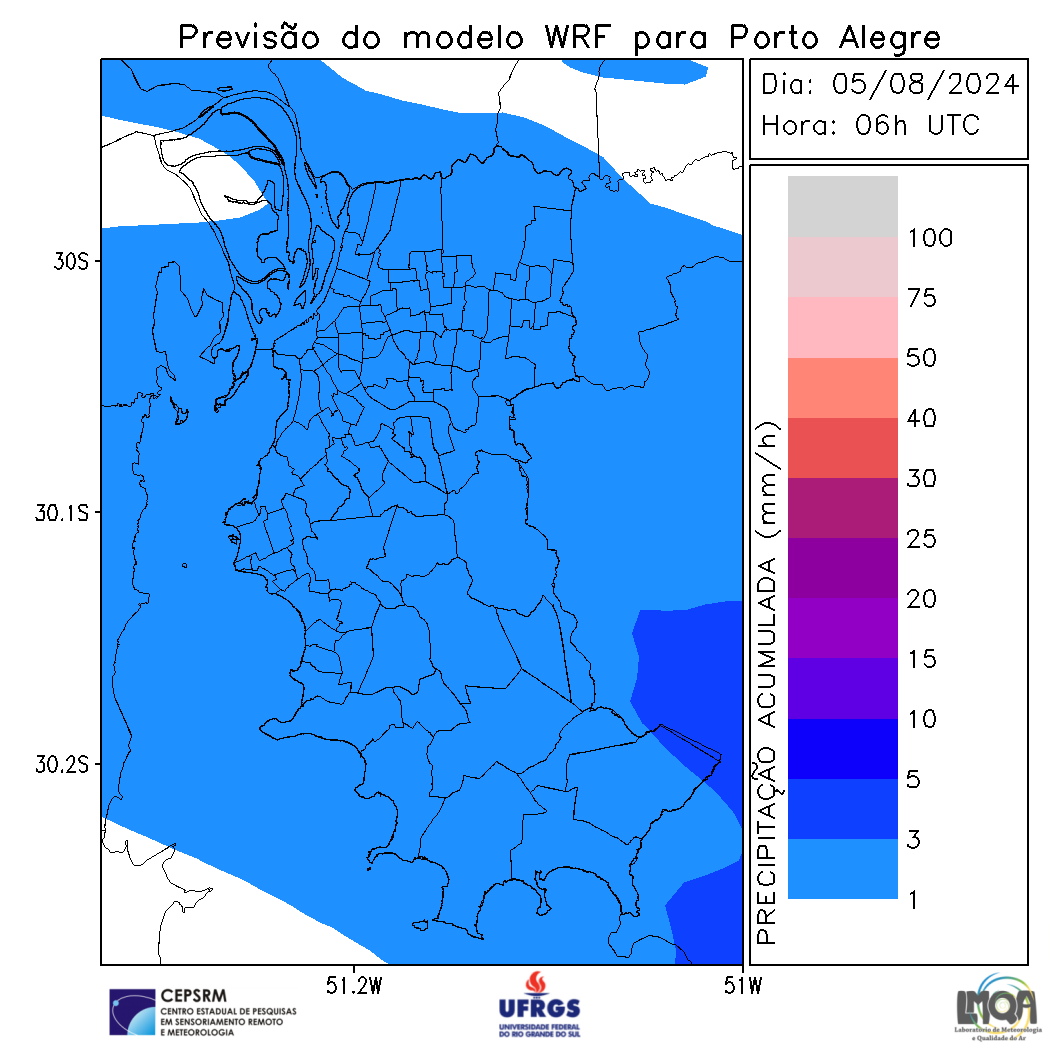 Previsão do modelo WRF para Porto Alegre
Dia: 05/08/2024
Hora: 06h UTC
30S
30.1S
30.2S
51.2W
51W
PRECIPITAÇÃO ACUMULADA (mm/h)
100
75
50
40
30
25
20
15
10
5
3
1
CEPSRM
CENTRO ESTADUAL DE PESQUISAS
EM SENSORIAMENTO REMOTO
E METEOROLOGIA
UFRGS
UNIVERSIDADE FEDERAL
DO RIO GRANDE DO SUL
LMQA
Laboratório de Meteorologia
e Qualidade do Ar